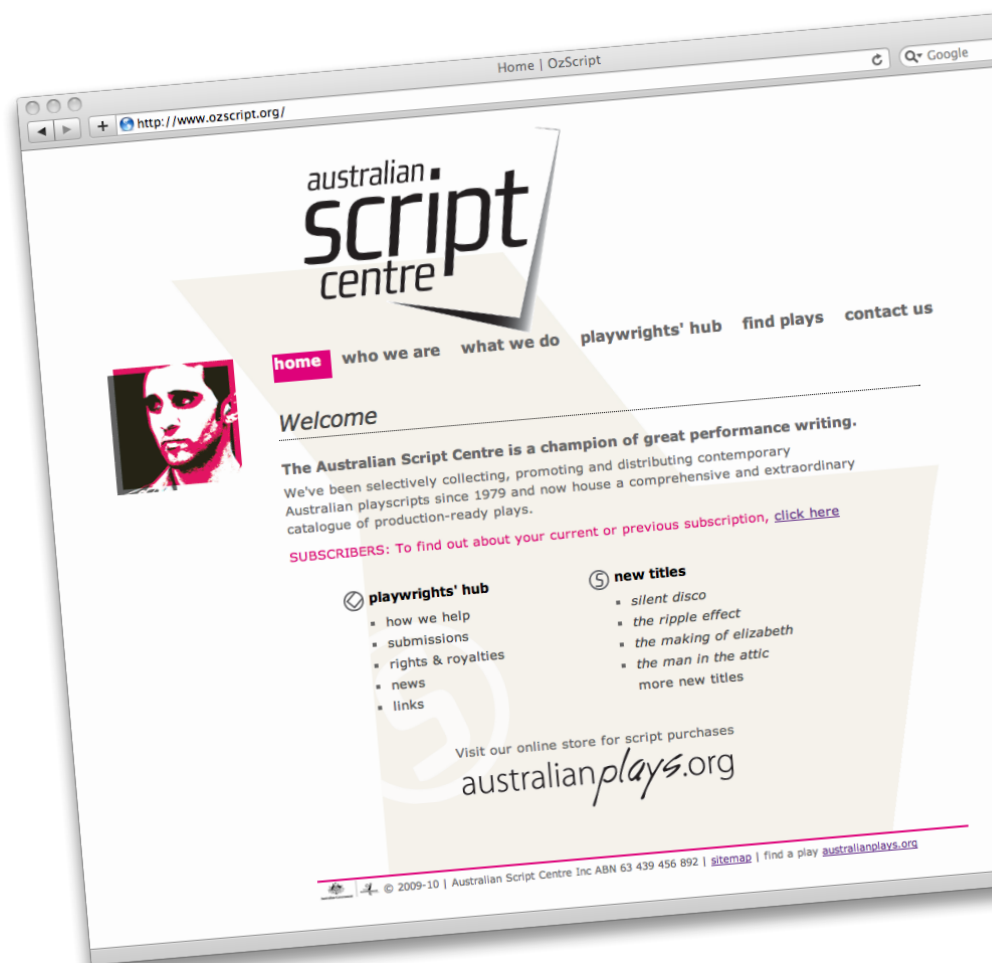 Home | OzScript
http://www.ozscript.org/
Google
australian
script
centre
home who we are what we do playwrights' hub find plays contact us
Welcome
The Australian Script Centre is a champion of great performance writing.
We've been selectively collecting, promoting and distributing contemporary
Australian playscripts since 1979 and now house a comprehensive and extraordinary
catalogue of production-ready plays.
SUBSCRIBERS: To find out about your current or previous subscription, click here
playwrights' hub
how we help
submissions
rights & royalties
news
links
new titles
silent disco
the ripple effect
the making of elizabeth
the man in the attic
more new titles
Visit our online store for script purchases
australianplays.org
© 2009-10 | Australian Script Centre Inc ABN 63 439 456 892 | sitemap | find a play australianplays.org